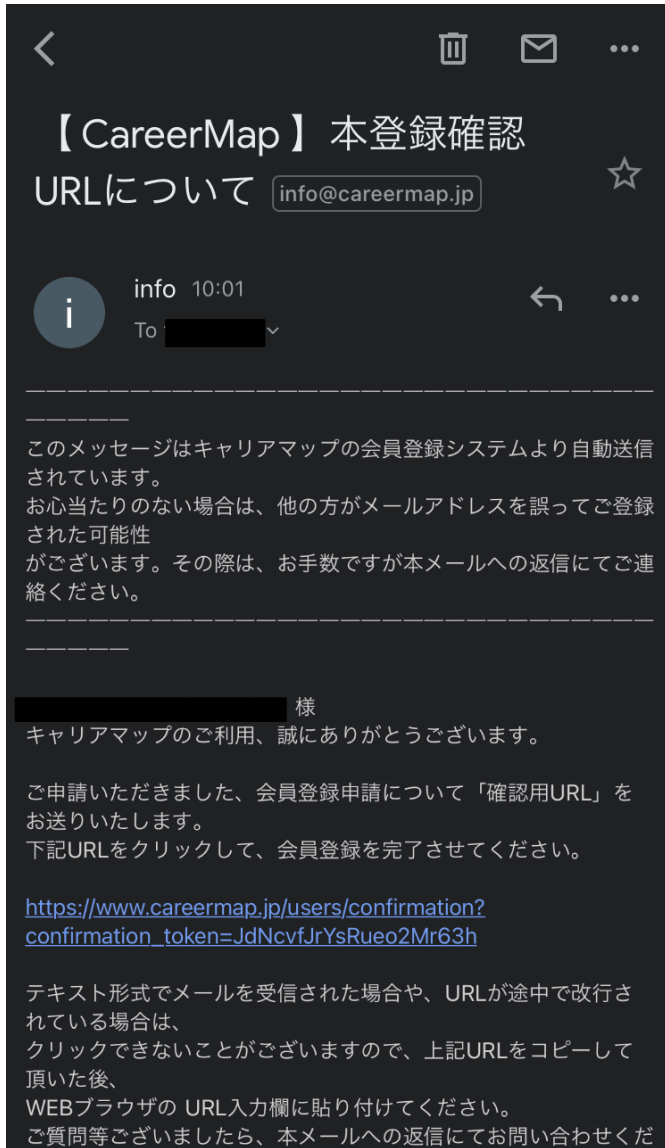 【 CareerMap 】 本登録確認
URLについて info@careermap.jp
i
info 10:01
To
————————————————————————————————
—————
このメッセージはキャリアマップの会員登録システムより自動送信
されています。
お心当たりのない場合は、他の方がメールアドレスを誤ってご登録
された可能性
がございます。その際は、お手数ですが本メールへの返信にてご連
絡ください。
————————————————————————————————
—————
様
キャリアマップのご利用、誠にありがとうございます。
ご申請いただきました、会員登録申請について「確認用URL」を
お送りいたします。
下記URLをクリックして、会員登録を完了させてください。
https://www.careermap.jp/users/confirmation?
confirmation_token=JdNcvfJrYsRueo2Mr63h
テキスト形式でメールを受信された場合や、URLが途中で改行さ
れている場合は、
クリックできないことがございますので、上記URLをコピーして
頂いた後、
WEBブラウザの URL入力欄に貼り付けてください。
ご質問等ございましたら、本メールへの返信にてお問い合わせくだ